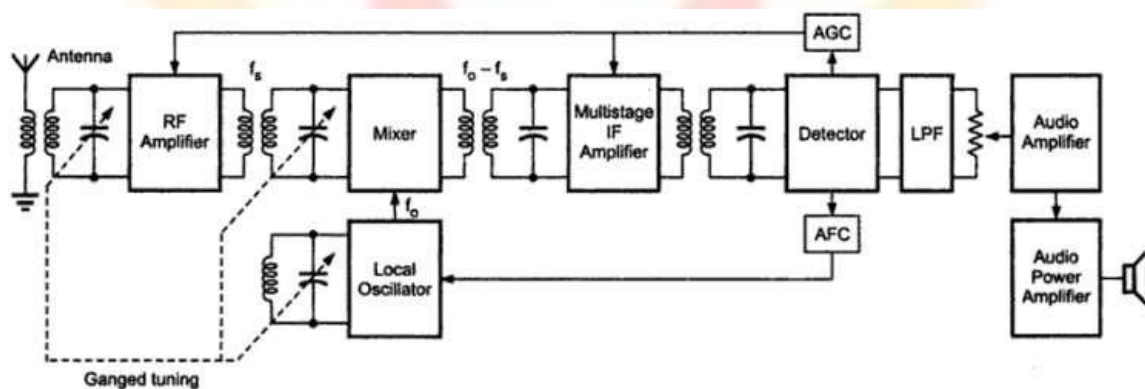 AGC
Antenna
fs
fo – fs
RF
Amplifier
Mixer
Multistage
IF
Amplifier
Detector
LPF
Audio
Amplifier
fo
AFC
Local
Oscillator
Audio
Power
Amplifier
Ganged tuning